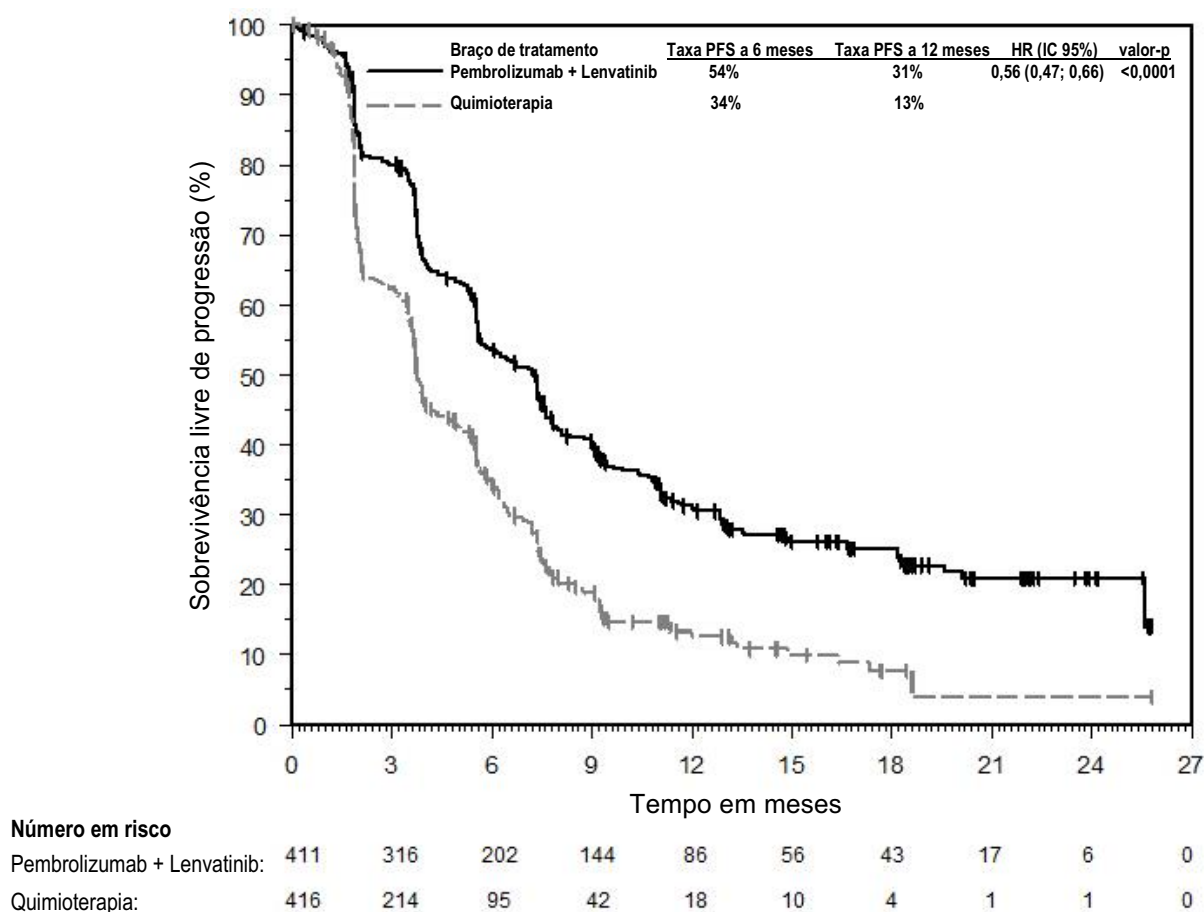 Braço de tratamento Taxa PFS a 6 meses Taxa PFS a 12 meses HR (IC 95%) valor-p
Pembrolizumab + Lenvatinib 54% 31% 0,56 (0,47; 0,66) <0,0001
Quimioterapia 34% 13%
Sobrevivência livre de progressão (%)
100
90
80
70
60
50
40
30
20
10
0
0 3 6 9 12 15 18 21 24 27
Tempo em meses
Número em risco
Pembrolizumab + Lenvatinib: 411 316 202 144 86 56 43 17 6 0
Quimioterapia: 416 214 95 42 18 10 4 1 1 0